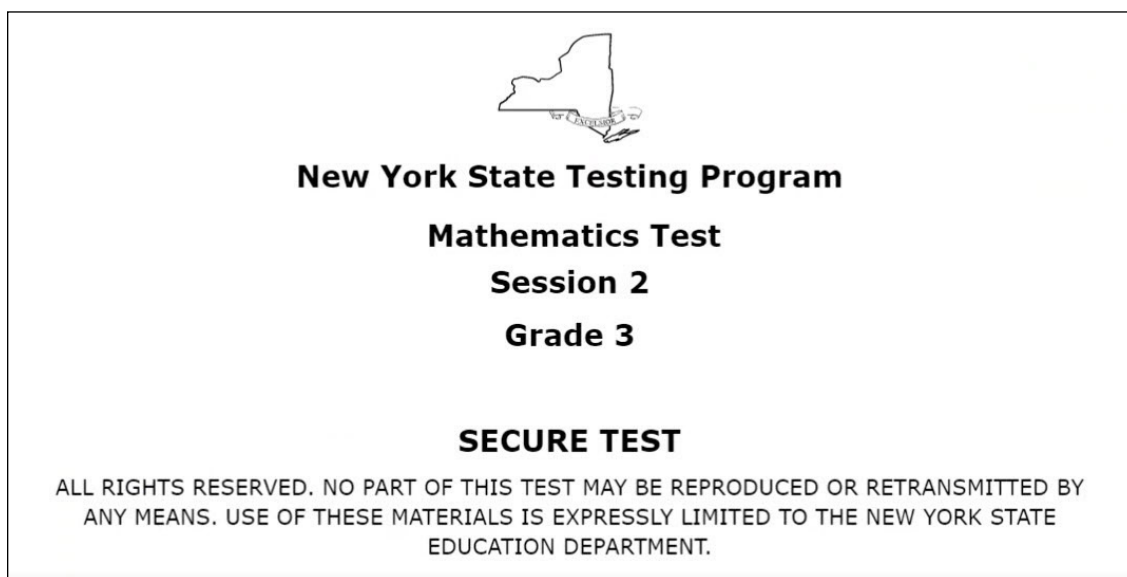 EXCELSIOR
New York State Testing Program
Mathematics Test
Session 2
Grade 3
SECURE TEST
ALL RIGHTS RESERVED. NO PART OF THIS TEST MAY BE REPRODUCED OR RETRANSMITTED BY
ANY MEANS. USE OF THESE MATERIALS IS EXPRESSLY LIMITED TO THE NEW YORK STATE
EDUCATION DEPARTMENT.